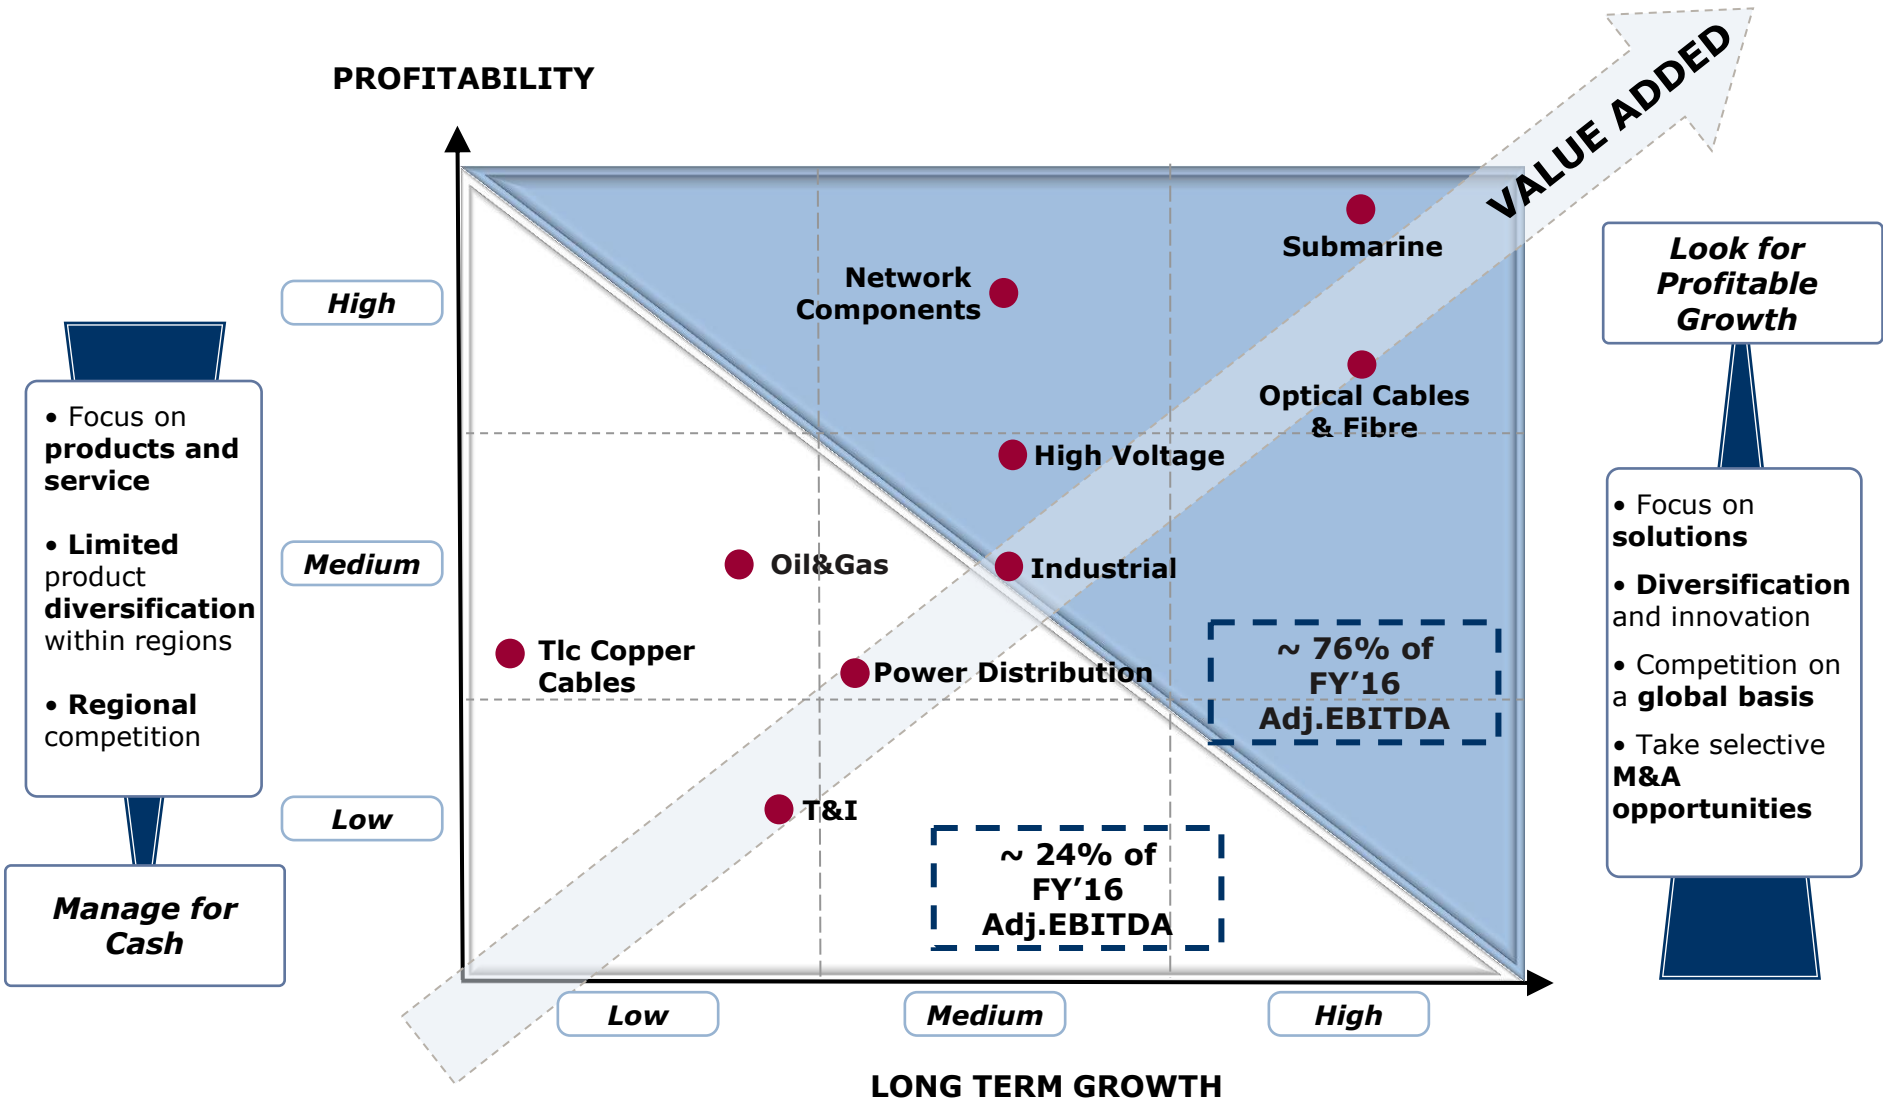 PROFITABILITY
VALUE ADDED
High
Medium
Low
• Focus on
products and
service
• Limited
product
diversification
within regions
• Regional
competition
Manage for
Cash
Submarine
Network
Components
Optical Cables
& Fibre
High Voltage
Oil&Gas
Industrial
Tlc Copper
Cables
Power Distribution
~ 76% of
FY’16
Adj.EBITDA
T&I
~ 24% of
FY’16
Adj.EBITDA
Low
Medium
High
LONG TERM GROWTH
Look for
Profitable
Growth
• Focus on
solutions
• Diversification
and innovation
• Competition on
a global basis
• Take selective
M&A
opportunities